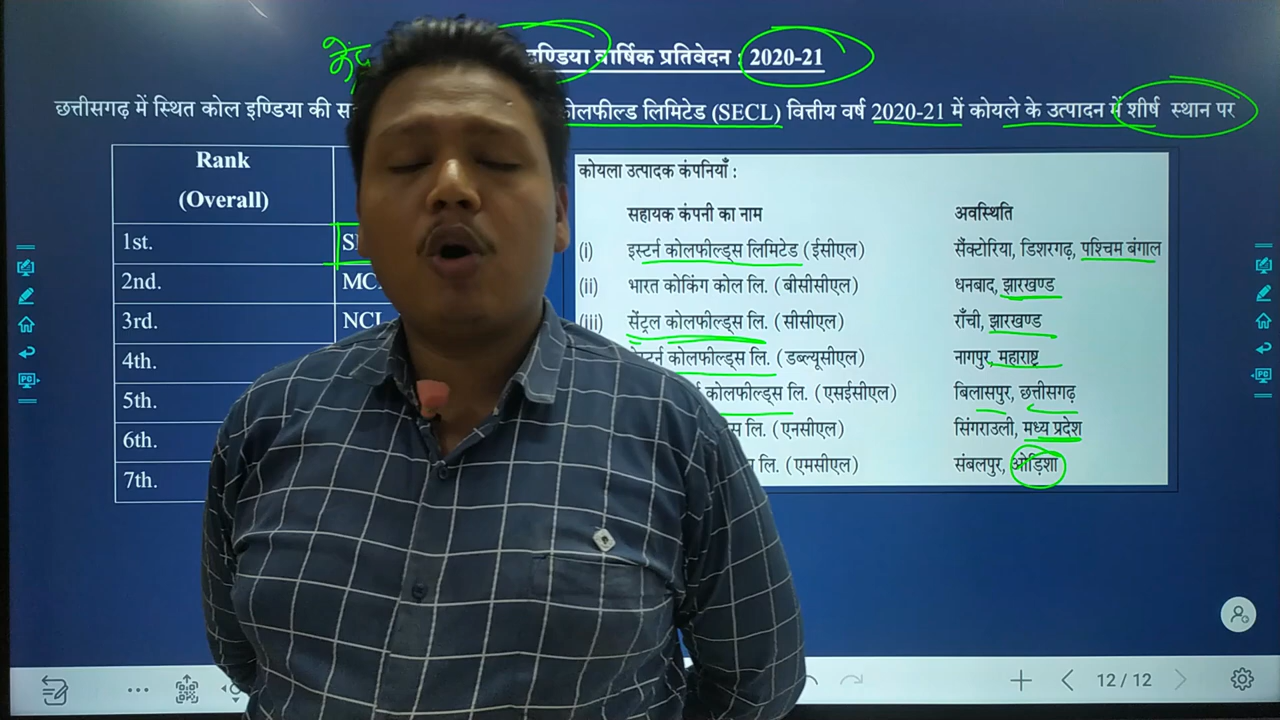 इण्डिया वार्षिक प्रतिवेदन : 2020-21
छत्तीसगढ़ में स्थित कोल इण्डिया की कोलफील्ड लिमिटेड (SECL) वित्तीय वर्ष 2020-21 में कोयले के उत्पादन में शीर्ष स्थान पर
Rank
(Overall)
1st.
2nd. MC
3rd. NCL
4th.
5th.
6th.
7th.
कोयला उत्पादक कंपनियाँ :
सहायक कंपनी का नाम अवस्थिति
(i) इस्टर्न कोलफील्ड्स लिमिटेड (ईसीएल) सैंक्टोरिया, डिशरगढ़, पश्चिम बंगाल
(ii) भारत कोकिंग कोल लि. (बीसीसीएल) धनबाद, झारखण्ड
(iii) सेंट्रल कोलफील्ड्स लि. (सीसीएल) राँची, झारखण्ड
कोलफील्ड्स लि. (डब्ल्यूसीएल) नागपुर, महाराष्ट्र
कोलफील्ड्स लि. (एसईसीएल) बिलासपुर, छत्तीसगढ़
लि. (एनसीएल) सिंगराउली, मध्य प्रदेश
लि. (एमसीएल) संबलपुर, ओड़िशा
PC PC
12 / 12